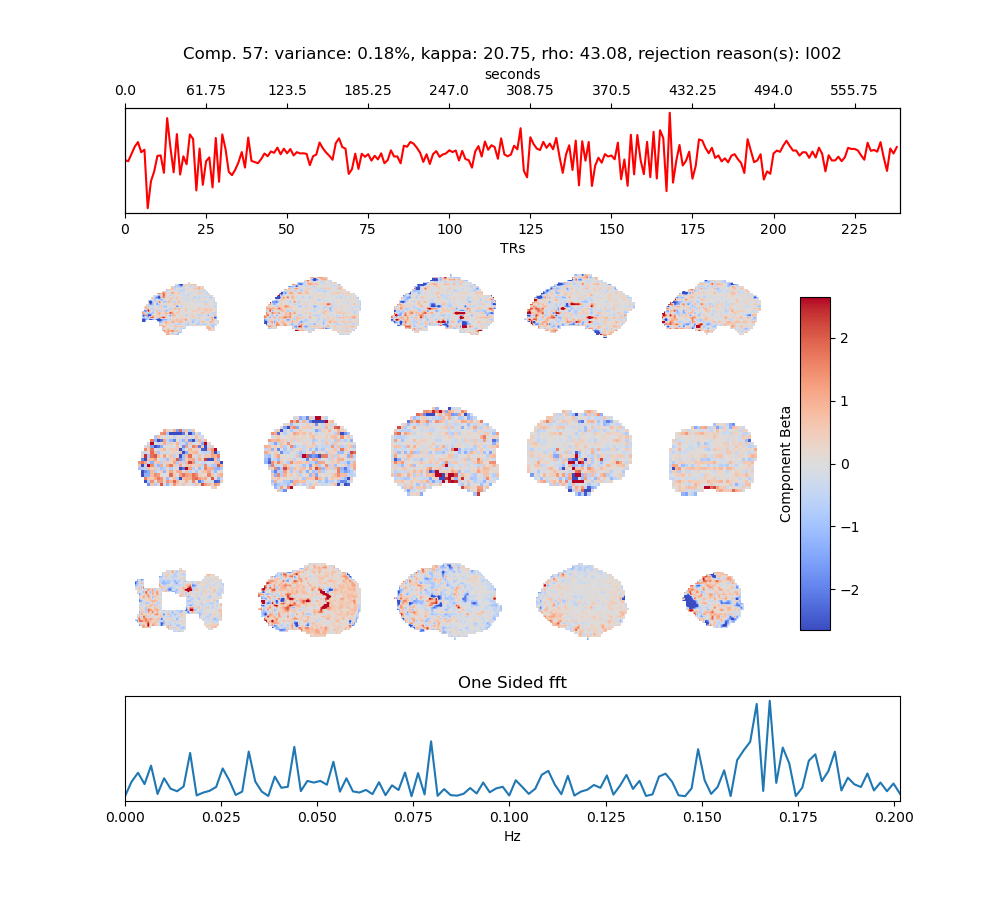 Comp. 57: variance: 0.18%, kappa: 20.75, rho: 43.08, rejection reason(s): I002
seconds
0.0 61.75 123.5 185.25 247.0 308.75 370.5 432.25 494.0 555.75
0 25 50 75 100 125 150 175 200 225
TRs
2
1
0
−1
−2
Component Beta
One Sided fft
0.000 0.025 0.050 0.075 0.100 0.125 0.150 0.175 0.200
Hz